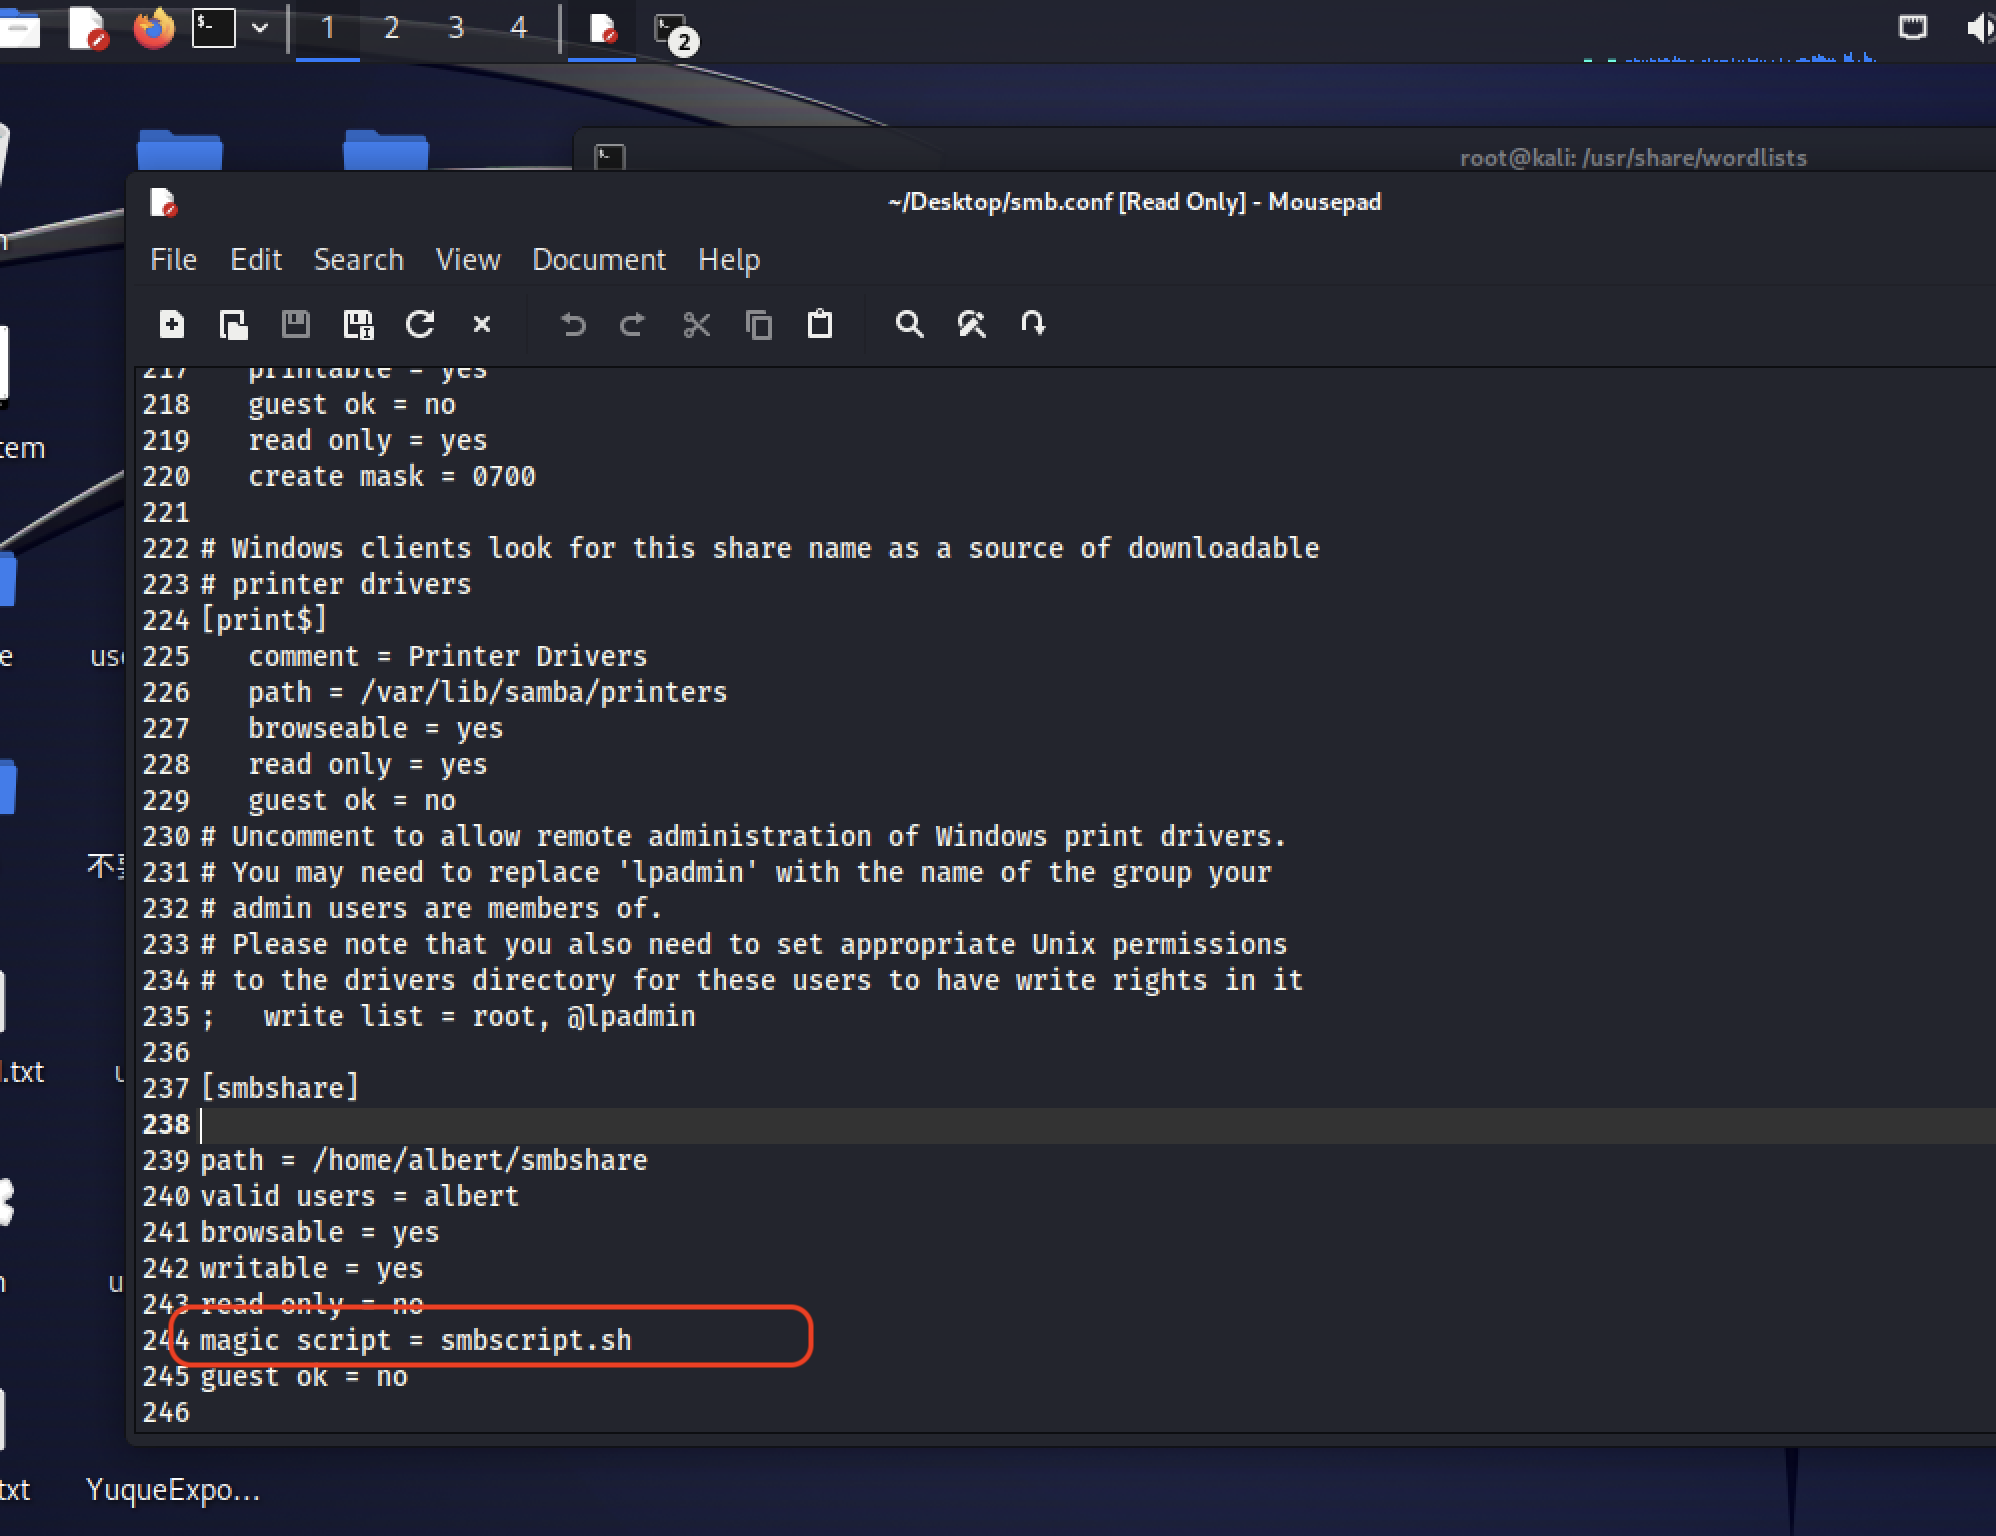 1 2 3 4
2
root@kali: /usr/share/wordlists
~/Desktop/smb.conf [Read Only] - Mousepad
File Edit Search View Document Help
217 printable = yes
218 guest ok = no
219 read only = yes
220 create mask = 0700
221
222 # Windows clients look for this share name as a source of downloadable
223 # printer drivers
224 [print$]
225 comment = Printer Drivers
226 path = /var/lib/samba/printers
227 browseable = yes
228 read only = yes
229 guest ok = no
230 # Uncomment to allow remote administration of Windows print drivers.
231 # You may need to replace 'lpadmin' with the name of the group your
232 # admin users are members of.
233 # Please note that you also need to set appropriate Unix permissions
234 # to the drivers directory for these users to have write rights in it
235 ;   write list = root, @lpadmin
236
237 [smbshare]
238
239 path = /home/albert/smbshare
240 valid users = albert
241 browsable = yes
242 writable = yes
243 read only = no
244 magic script = smbscript.sh
245 guest ok = no
246
YuqueExpo...